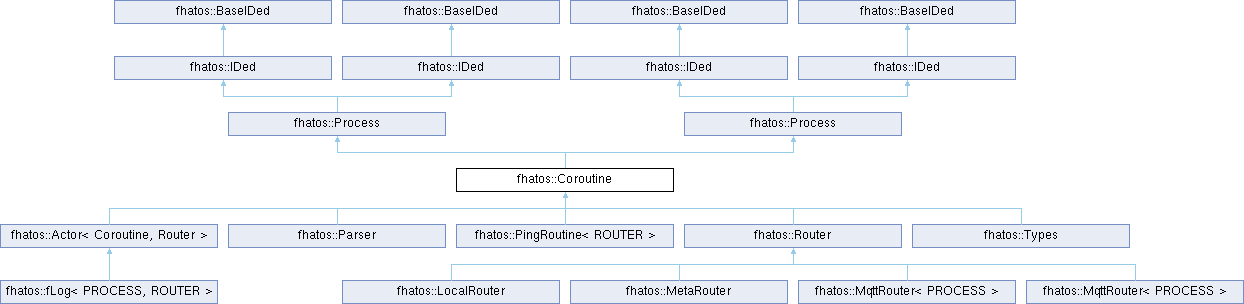 fhatos::BaseIDed
fhatos::BaseIDed
fhatos::BaseIDed
fhatos::BaseIDed
fhatos::IDed
fhatos::IDed
fhatos::IDed
fhatos::IDed
fhatos::Process
fhatos::Process
fhatos::Coroutine
fhatos::Actor< Coroutine, Router >
fhatos::Parser
fhatos::PingRoutine< ROUTER >
fhatos::Router
fhatos::Types
fhatos::fLog< PROCESS, ROUTER >
fhatos::LocalRouter
fhatos::MetaRouter
fhatos::MqttRouter< PROCESS >
fhatos::MqttRouter< PROCESS >